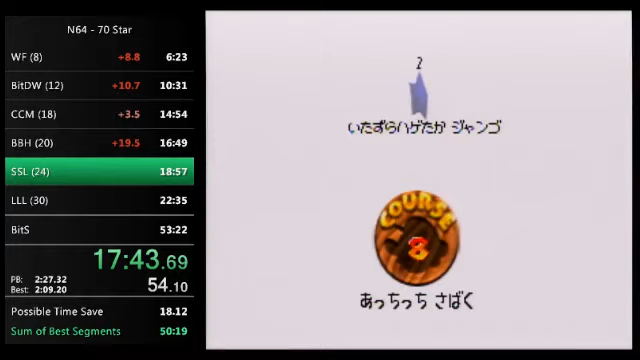 N64 - 70 Star
WF (8) +8.8 6:23
BitDW (12) +10.7 10:31
CCM (18) +3.5 14:54
BBH (20) +19.5 16:49
SSL (24) 18:57
LLL (30) 22:35
BitS 53:22
17:43.69
PB: 2:27.32
Best: 2:09.20
54.10
Possible Time Save 18.12
Sum of Best Segments 50:19
2
いたずらハゲたか ジャンゴ
COURSE
8
あっちっち さばく